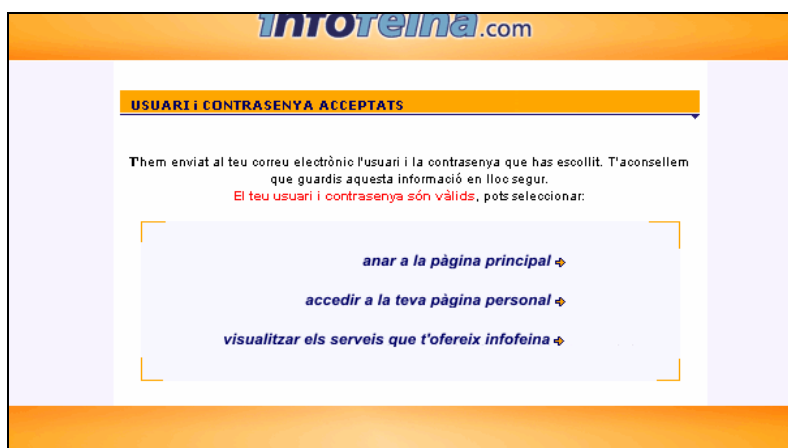 infofeina.com
USUARI i CONTRASENYA ACCEPTATS
Them enviat al teu correu electrònic l'usuari i la contrasenya que has escollit. T'aconsellem
que guardis aquesta informació en lloc segur.
El teu usuari i contrasenya són vàlids, pots seleccionar:
anar a la pàgina principal
accedir a la teva pàgina personal
visualitzar els serveis que t'ofereix infofeina